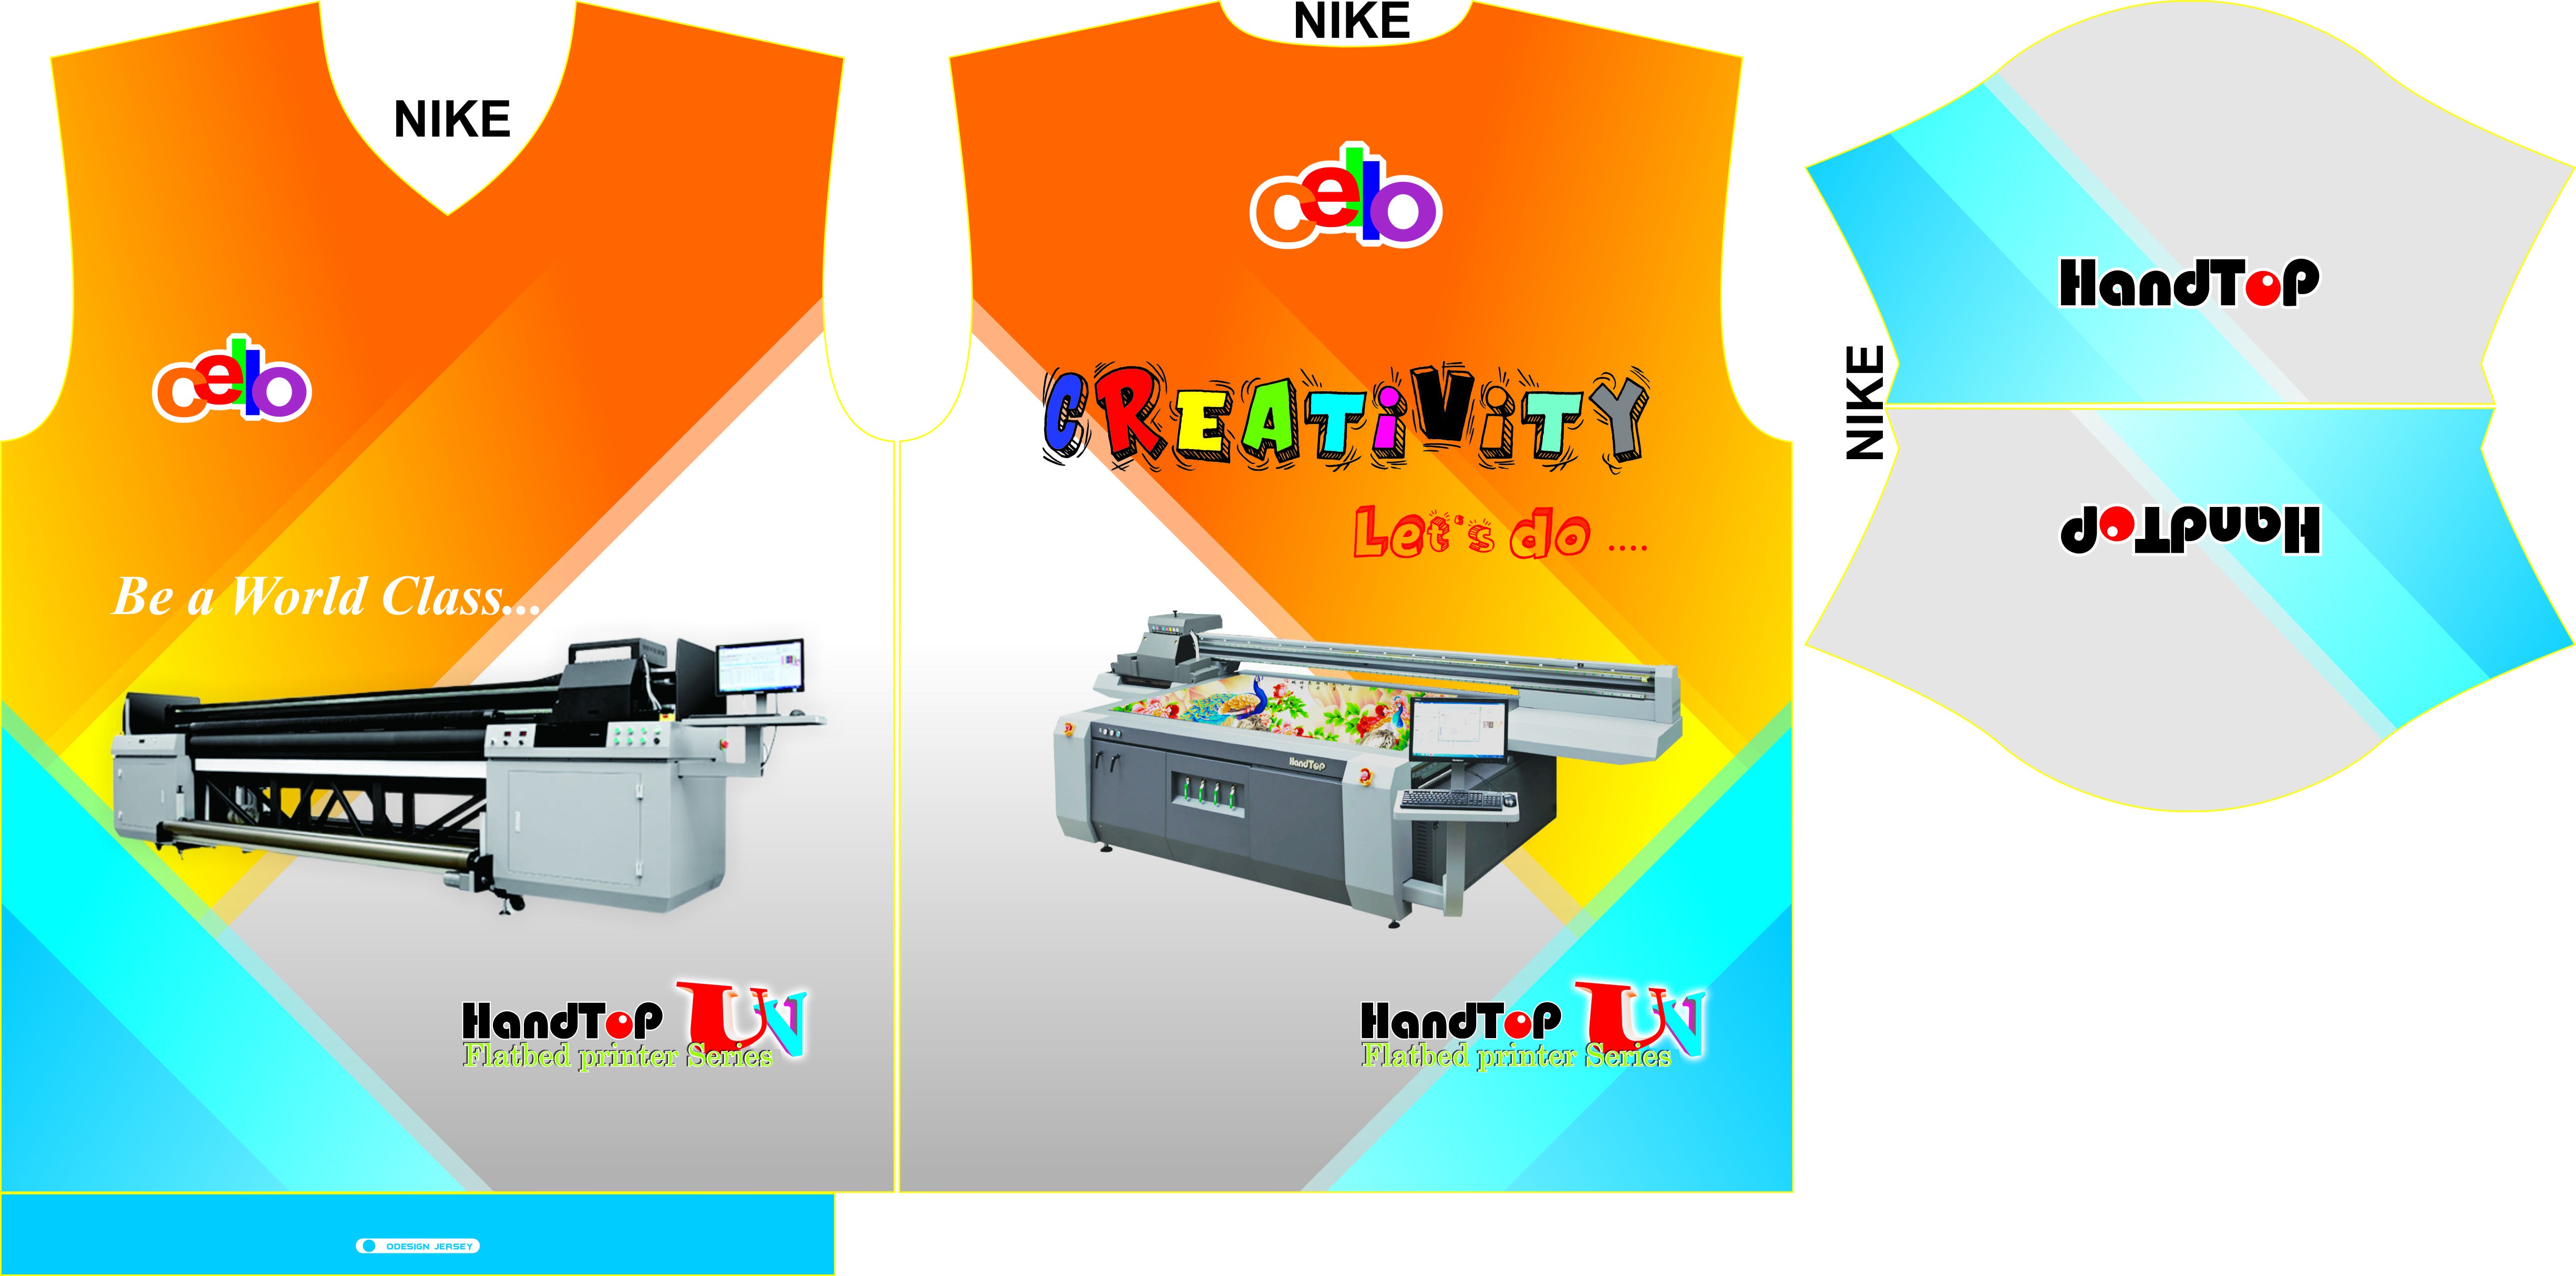 NIKE
celo
Be a World Class...
HandToP UV
Flatbed printer Series
ODESIGN JERSEY
NIKE
celo
CREATiViTY
Let's do ....
HandToP
HandToP UV
Flatbed printer Series
HandToP
NIKE
HandToP